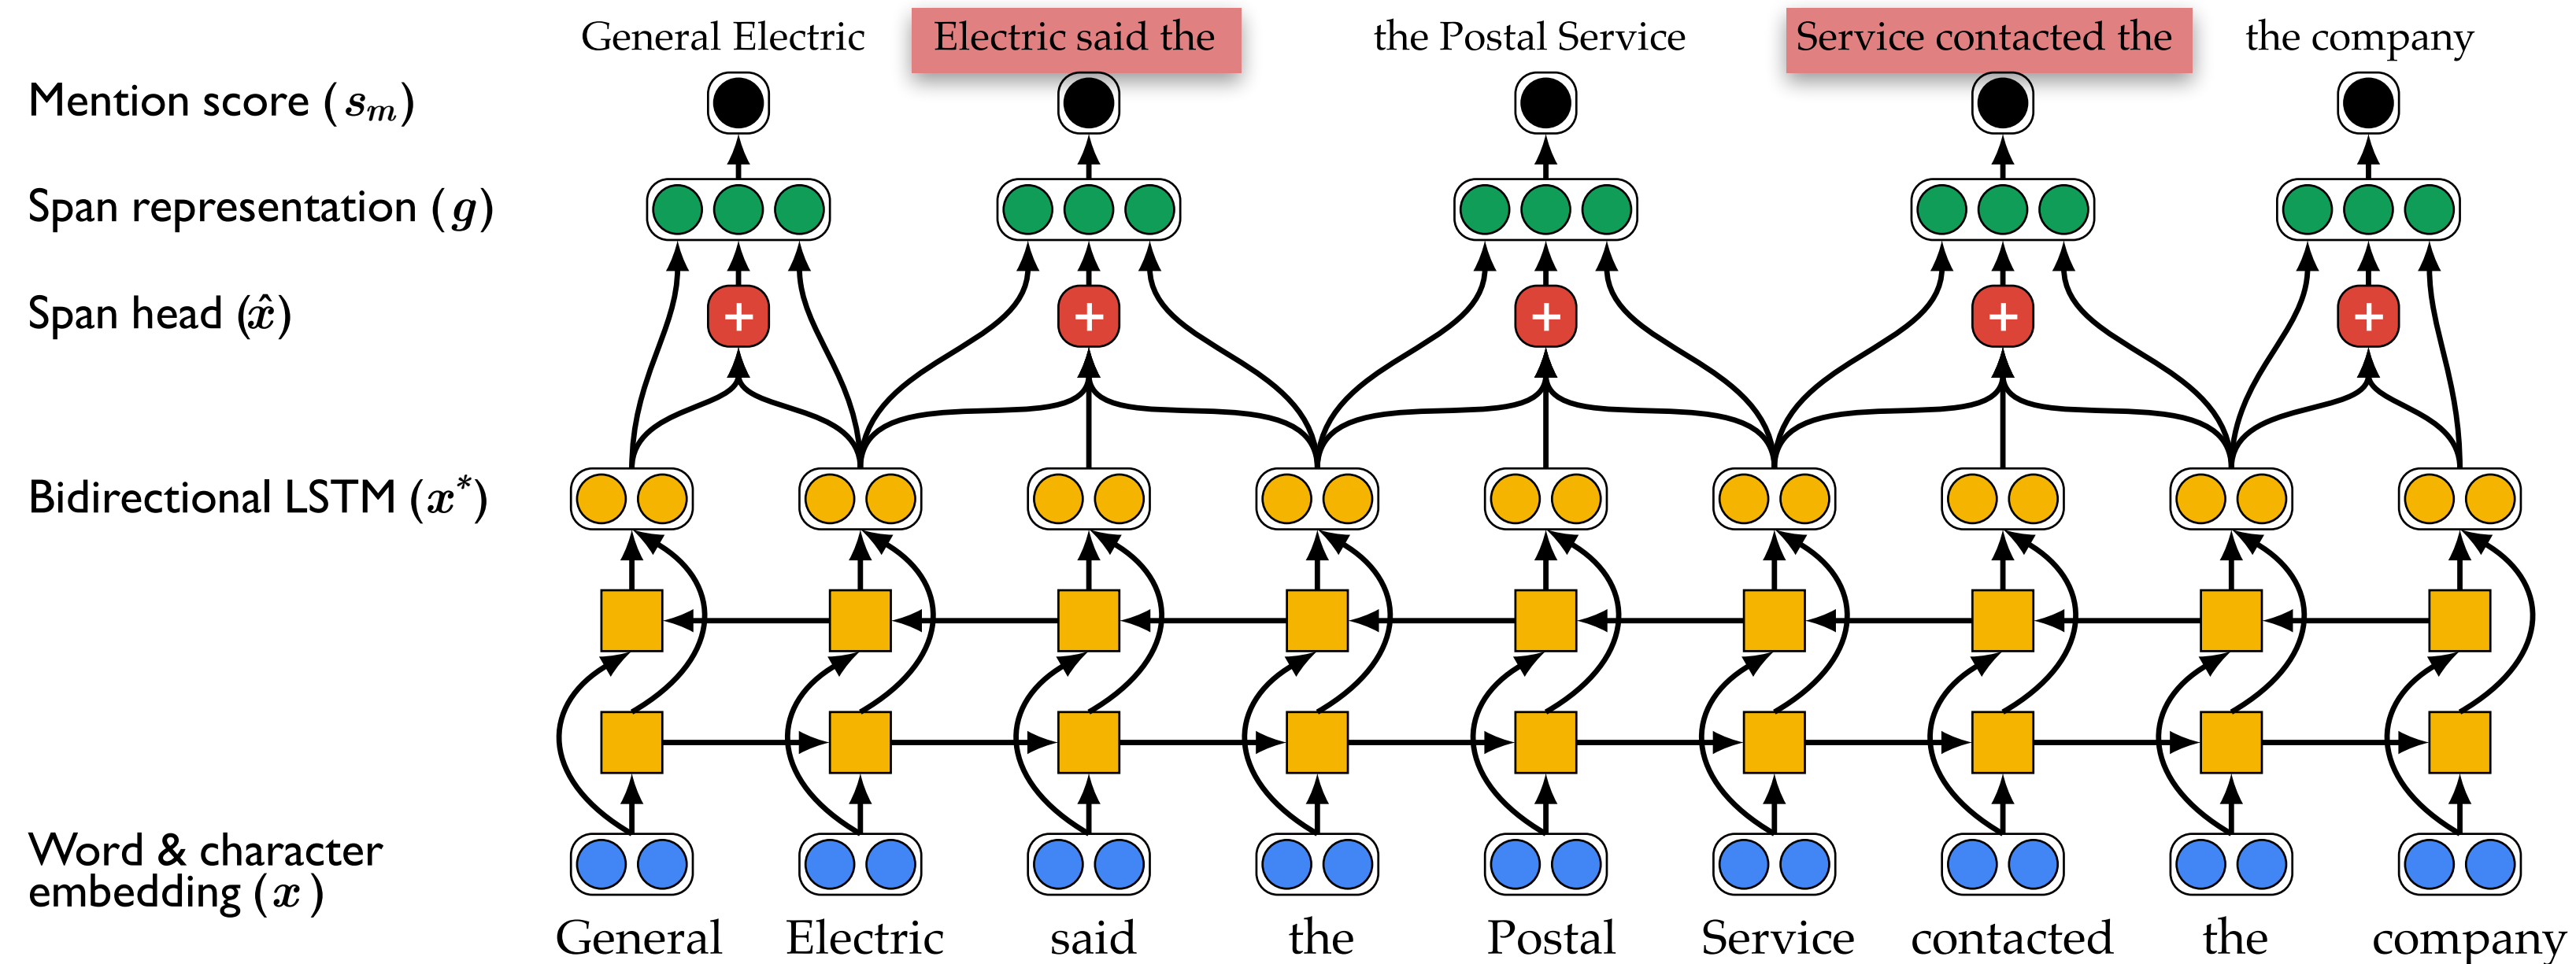 General Electric Electric said the the Postal Service Service contacted the the company
Mention score (sₘ)
Span representation (g)
Span head (x̂)
+ + + + +
Bidirectional LSTM (x*)
Word & character
embedding (x)
General Electric said the Postal Service contacted the company